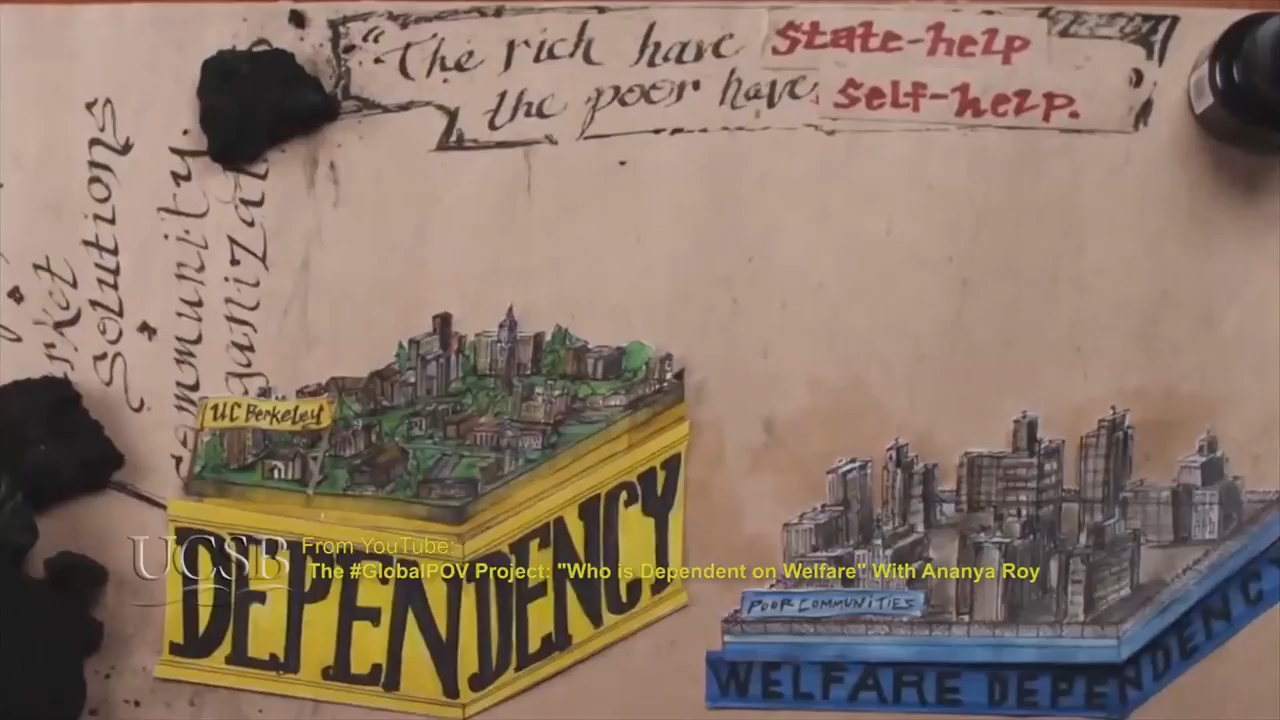 "The rich have state-help
the poor have self-help.
Solutions
UC Berkeley
DEPENDENCY
UCSB
From YouTube:
The #GlobalPOV Project: "Who is Dependent on Welfare" With Ananya Roy
POOR COMMUNITIES
WELFARE DEPENDENCY